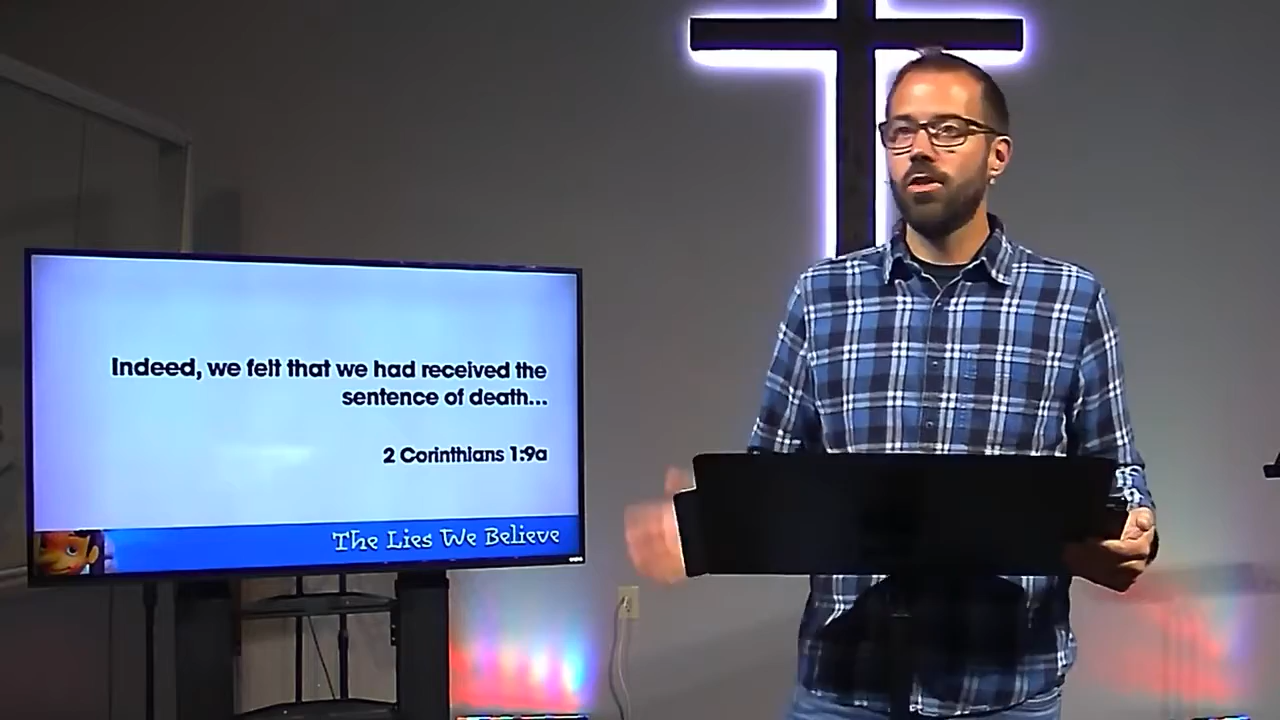 Indeed, we felt that we had received the
sentence of death...
2 Corinthians 1:9a
The Lies We Believe